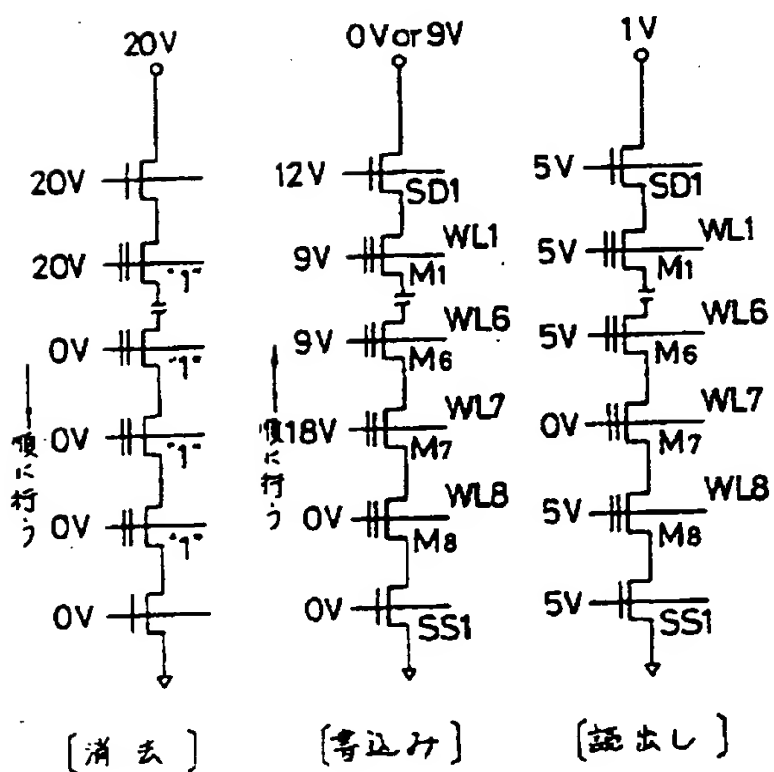 20V
20V
20V
"1"
0V
"1"
0V
"1"
0V
"1"
0V
順に行う
[消去]
0V or 9V
12V
SD1
9V
WL1
M1
9V
WL6
M6
18V
WL7
M7
0V
WL8
M8
0V
SS1
順に行う
[書込み]
1V
5V
SD1
5V
WL1
M1
5V
WL6
M6
0V
WL7
M7
5V
WL8
M8
5V
SS1
[読出し]